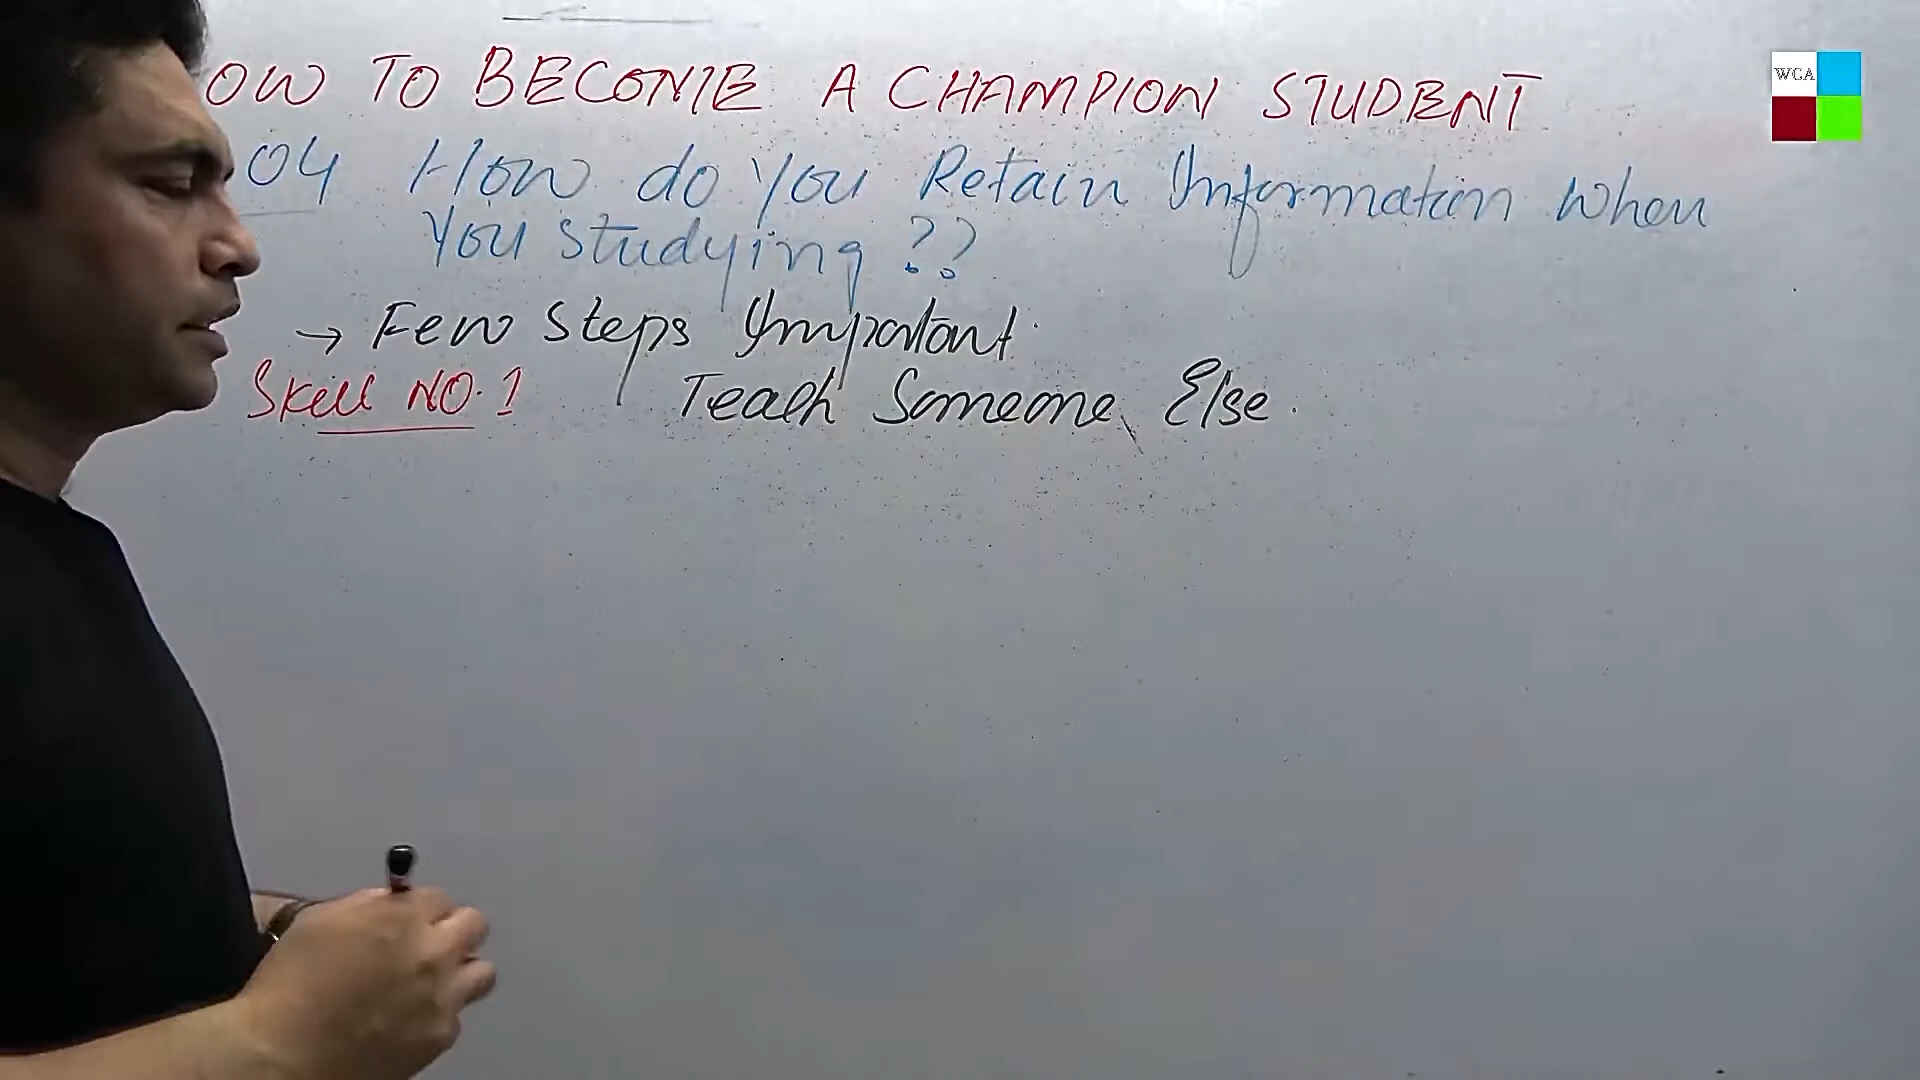 OW TO BECOME A CHAMPION STUDENT
04 How do You Retain Information When
You studying ??
→ Few Steps Important.
Skill NO. 1 Teach Someone Else.
WCA